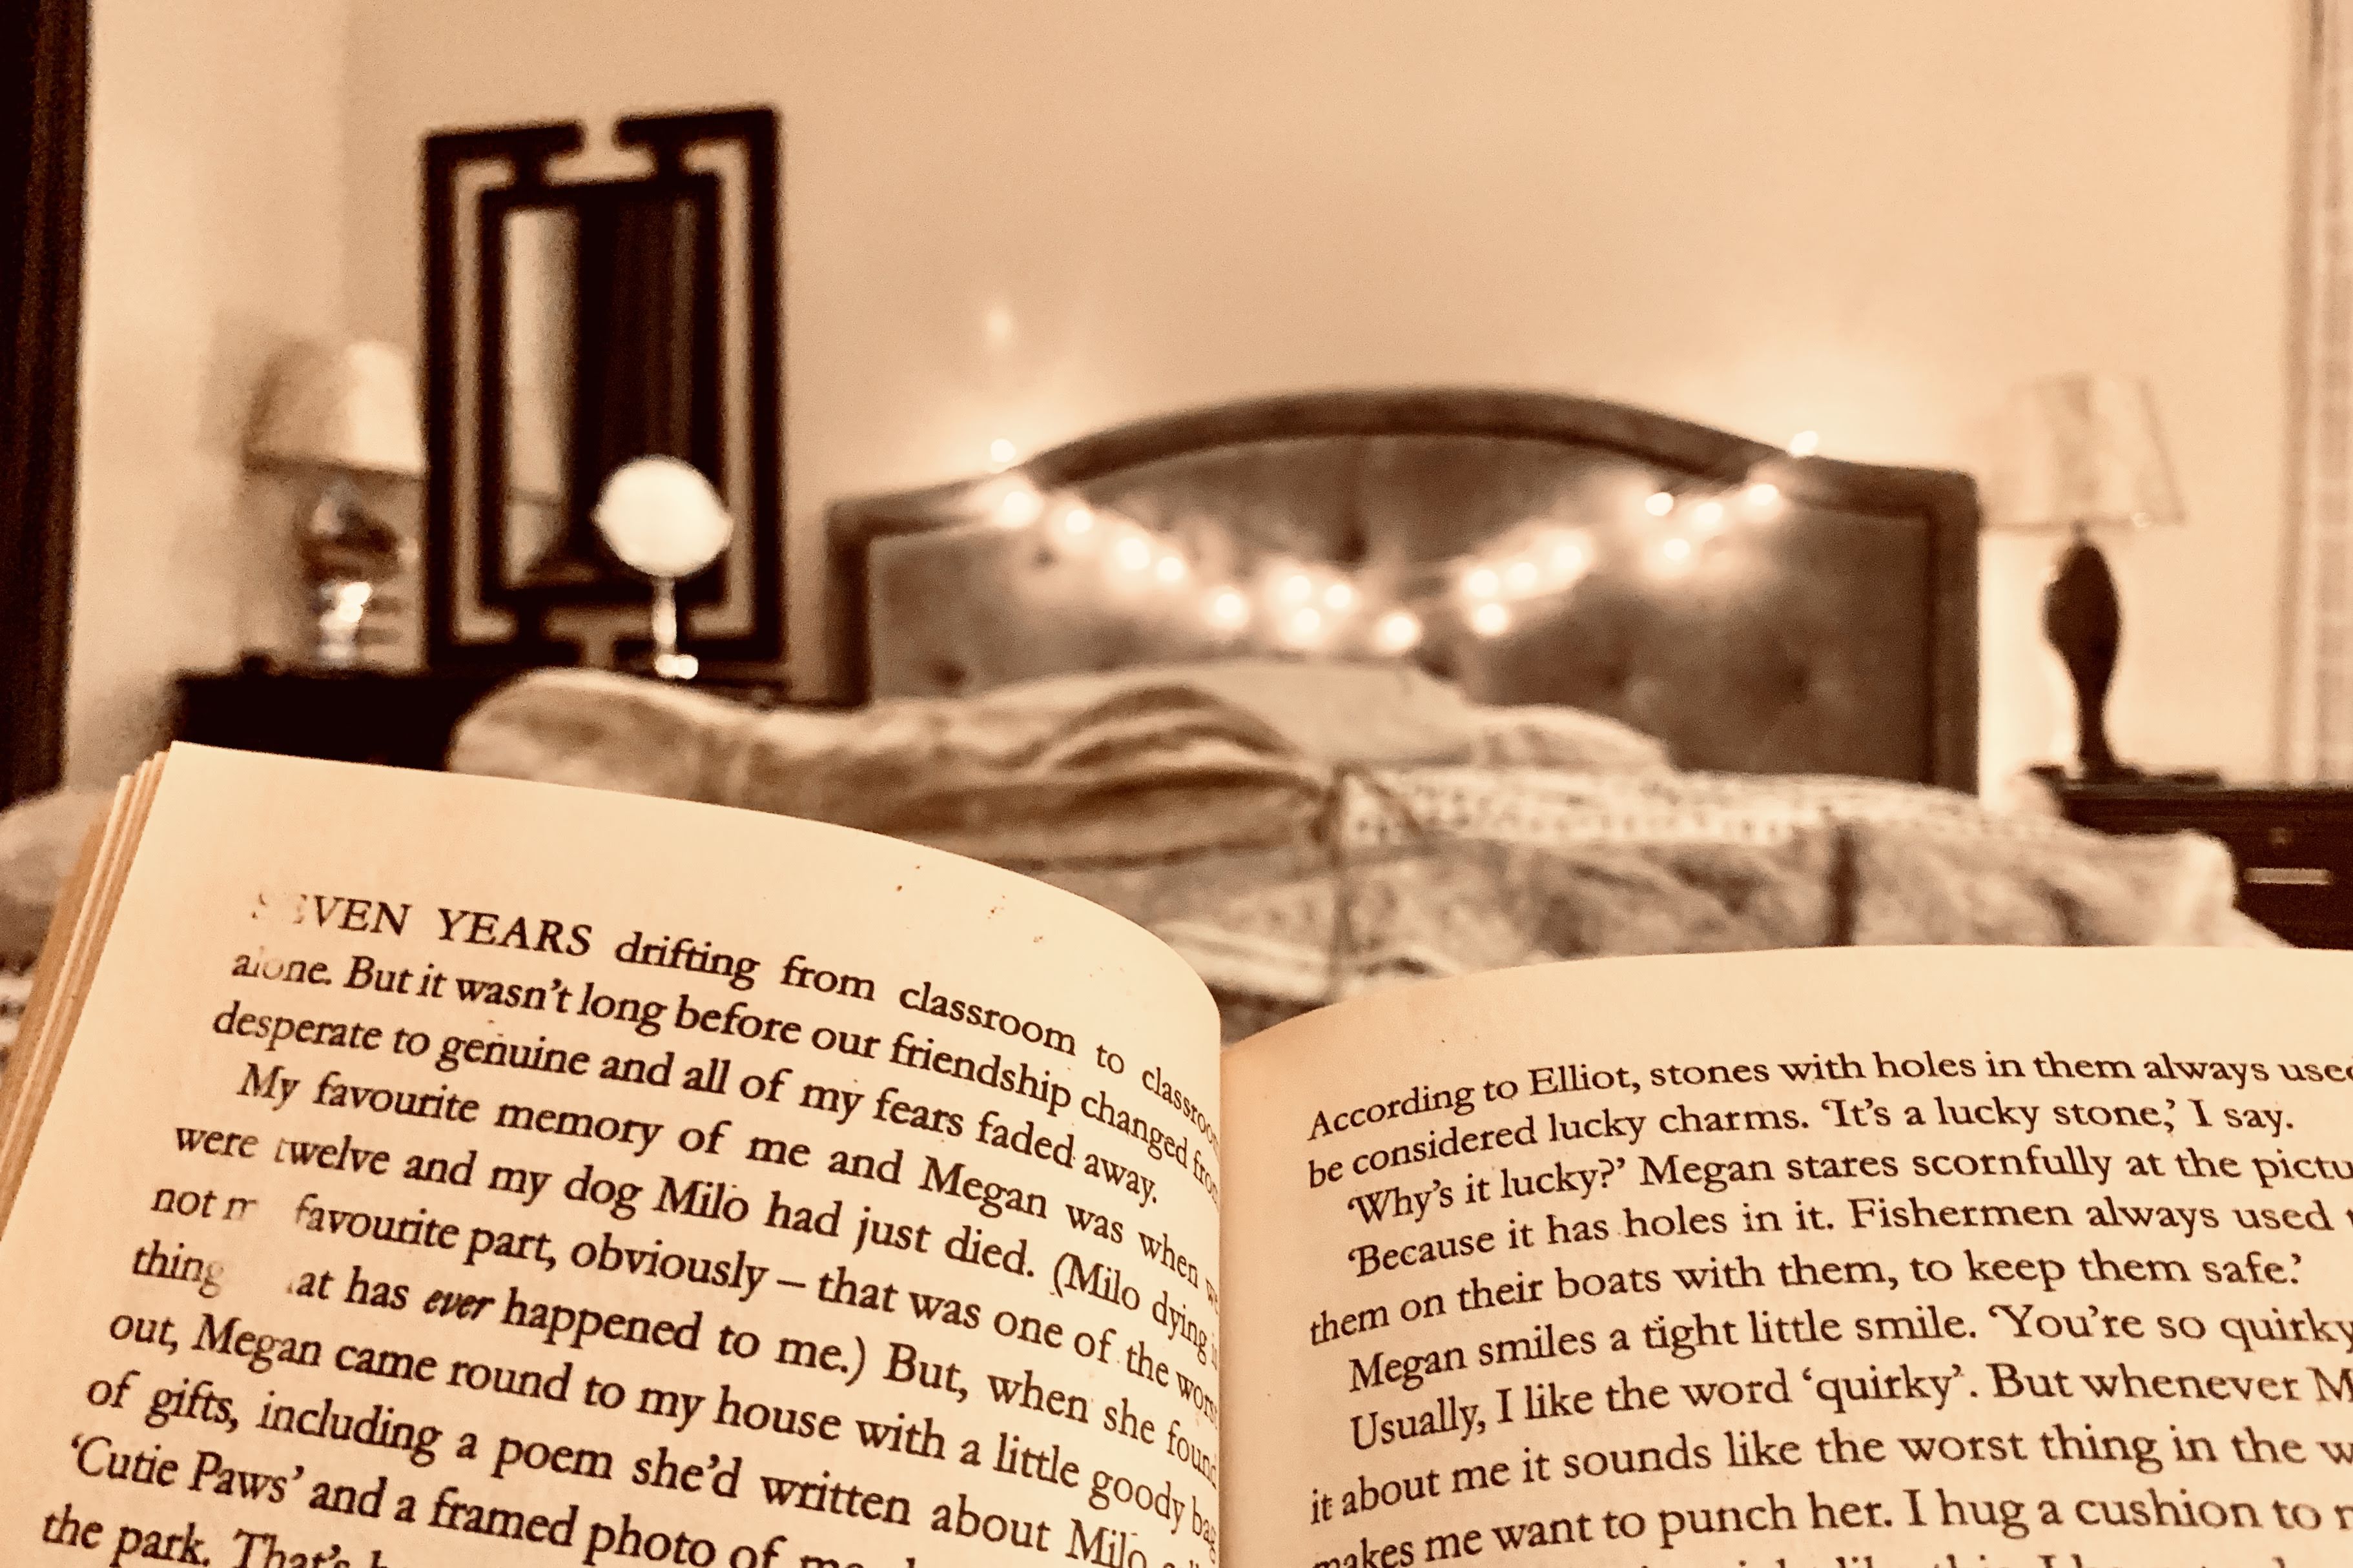 SEVEN YEARS drifting from classroom to classroom
alone. But it wasn't long before our friendship changed from
desperate to genuine and all of my fears faded away.
My favourite memory of me and Megan was when we
were twelve and my dog Milo had just died. (Milo dying
not favourite part, obviously – that was one of the worst
thing has ever happened to me.) But, when she found
out, Megan came round to my house with a little goody bag
of gifts, including a poem she'd written about Milo
'Cutie Paws' and a framed photo of
the park. That's
According to Elliot, stones with holes in them always used
be considered lucky charms. 'It's a lucky stone,' I say.
'Why's it lucky?' Megan stares scornfully at the
'Because it has holes in it. Fishermen always used
them on their boats with them, to keep them safe.'
Megan smiles a tight little smile. 'You're so quirky
Usually, I like the word 'quirky'. But whenever
it about me it sounds like the worst thing in the
makes me want to punch her. I hug a cushion to